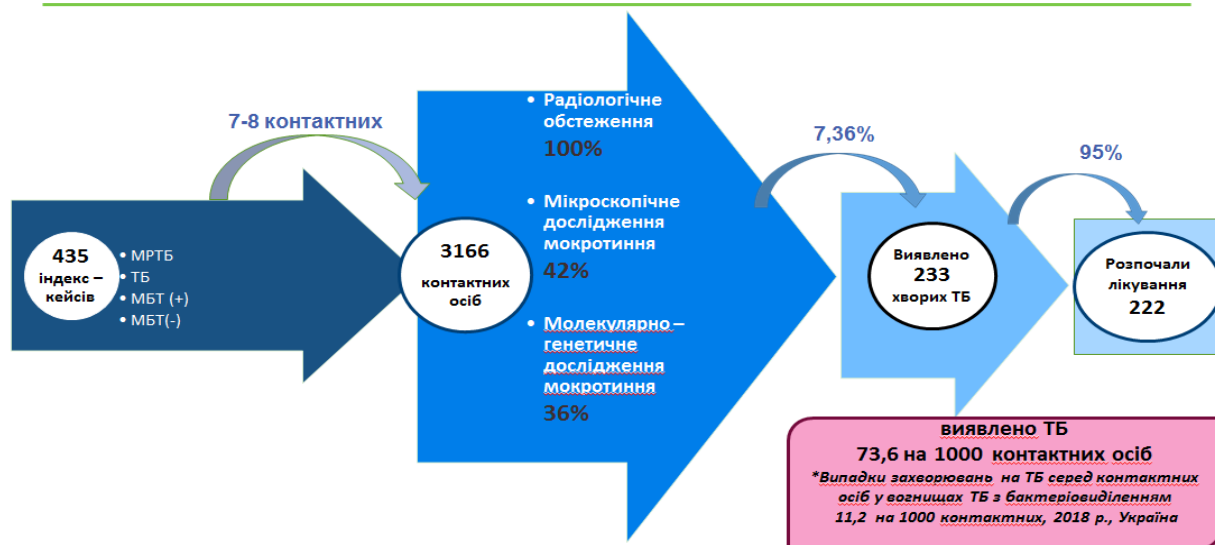 7-8 контактних
435
індекс –
кейсів
• МРТБ
• ТБ
• МБТ (+)
• МБТ(-)
3166
контактних
осіб
• Радіологічне
обстеження
100%
• Мікроскопічне
дослідження
мокротиння
42%
• Молекулярно –
генетичне
дослідження
мокротиння
36%
7,36%
Виявлено
233
хворих ТБ
95%
Розпочали
лікування
222
виявлено ТБ
73,6 на 1000 контактних осіб
*Випадки захворювань на ТБ серед контактних
осіб у вогнищах ТБ з бактеріовиділенням
11,2 на 1000 контактних, 2018 р., Україна